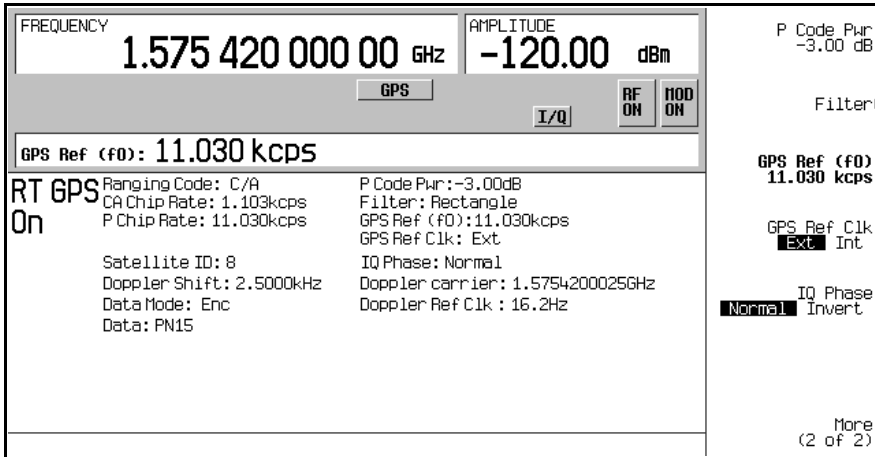 FREQUENCY
1.575 420 000 00 GHz
AMPLITUDE
-120.00 dBm
GPS
I/Q
RF ON
MOD ON
GPS Ref (f0): 11.030 kcps
RT GPS On
Ranging Code: C/A
CA Chip Rate: 1.103kcps
P Chip Rate: 11.030kcps
P Code Pwr:-3.00dB
Filter: Rectangle
GPS Ref (f0):11.030kcps
GPS Ref Clk: Ext
Satellite ID: 8
Doppler Shift: 2.5000kHz
Data Mode: Enc
Data: PN15
IQ Phase: Normal
Doppler carrier: 1.5754200025GHz
Doppler Ref Clk : 16.2Hz
P Code Pwr
-3.00 dB
Filter
GPS Ref (f0)
11.030 kcps
GPS Ref Clk
Ext Int
IQ Phase
Normal Invert
More
(2 of 2)